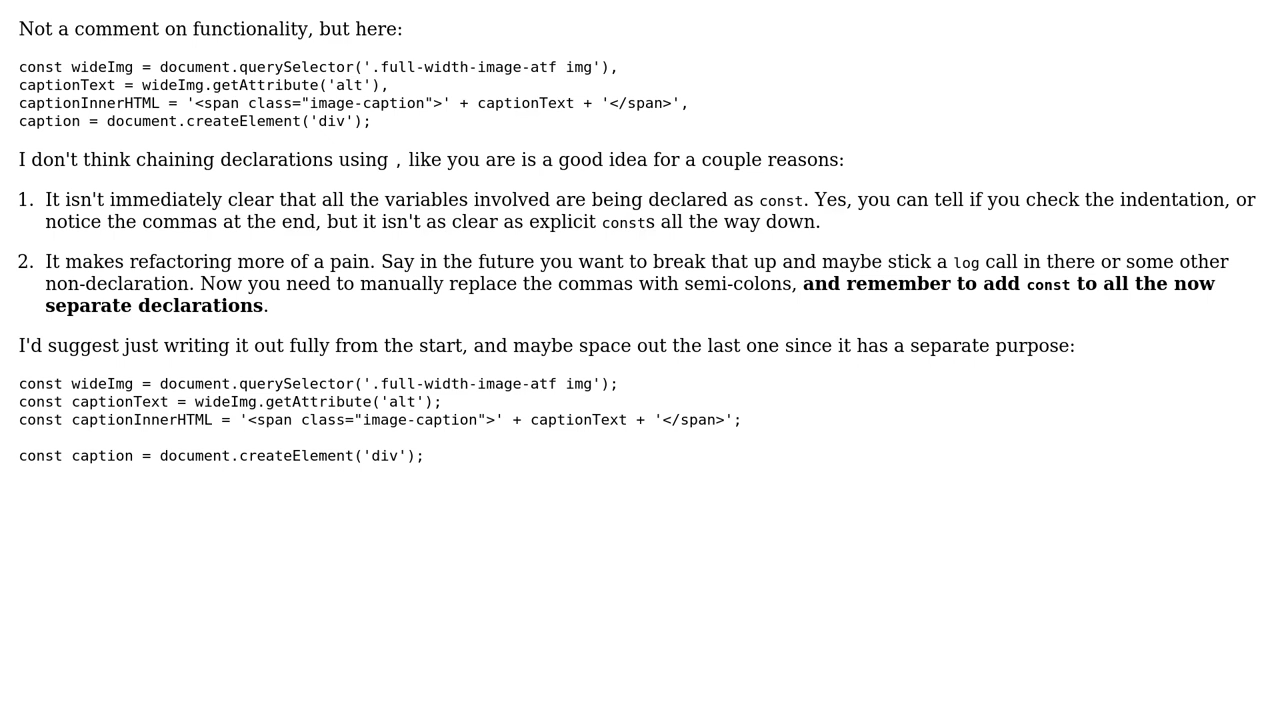 Not a comment on functionality, but here:
const wideImg = document.querySelector('.full-width-image-atf img'),
captionText = wideImg.getAttribute('alt'),
captionInnerHTML = '<span class="image-caption">' + captionText + '</span>',
caption = document.createElement('div');
I don't think chaining declarations using , like you are is a good idea for a couple reasons:
1. It isn't immediately clear that all the variables involved are being declared as const. Yes, you can tell if you check the indentation, or
notice the commas at the end, but it isn't as clear as explicit consts all the way down.
2. It makes refactoring more of a pain. Say in the future you want to break that up and maybe stick a log call in there or some other
non-declaration. Now you need to manually replace the commas with semi-colons, and remember to add const to all the now
separate declarations.
I'd suggest just writing it out fully from the start, and maybe space out the last one since it has a separate purpose:
const wideImg = document.querySelector('.full-width-image-atf img');
const captionText = wideImg.getAttribute('alt');
const captionInnerHTML = '<span class="image-caption">' + captionText + '</span>';
const caption = document.createElement('div');